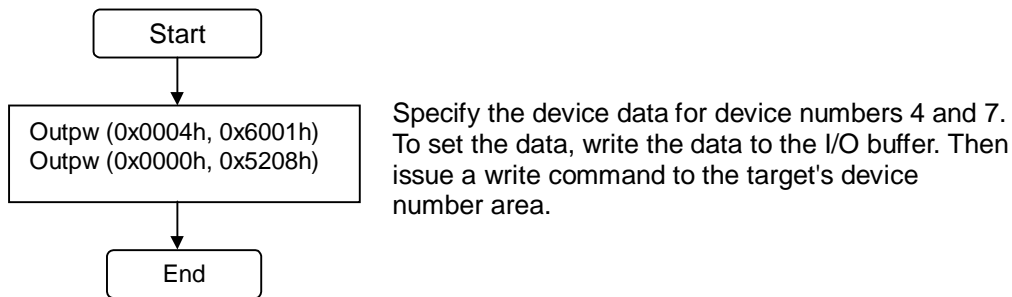 Start
Outpw (0x0004h, 0x6001h)
Outpw (0x0000h, 0x5208h)
Specify the device data for device numbers 4 and 7.
To set the data, write the data to the I/O buffer. Then
issue a write command to the target's device
number area.
End